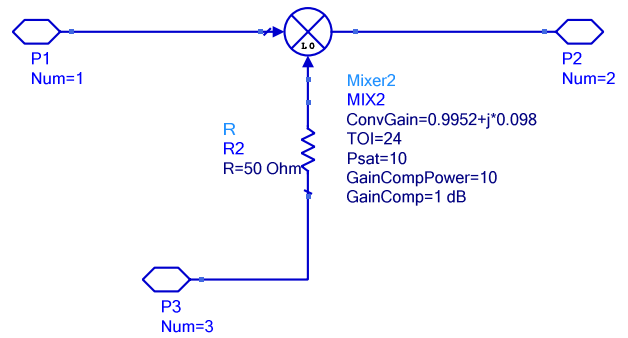 LO
P1
Num=1
P2
Num=2
Mixer2
MIX2
ConvGain=0.9952+j*0.098
TOI=24
Psat=10
GainCompPower=10
GainComp=1 dB
R
R2
R=50 Ohm
P3
Num=3